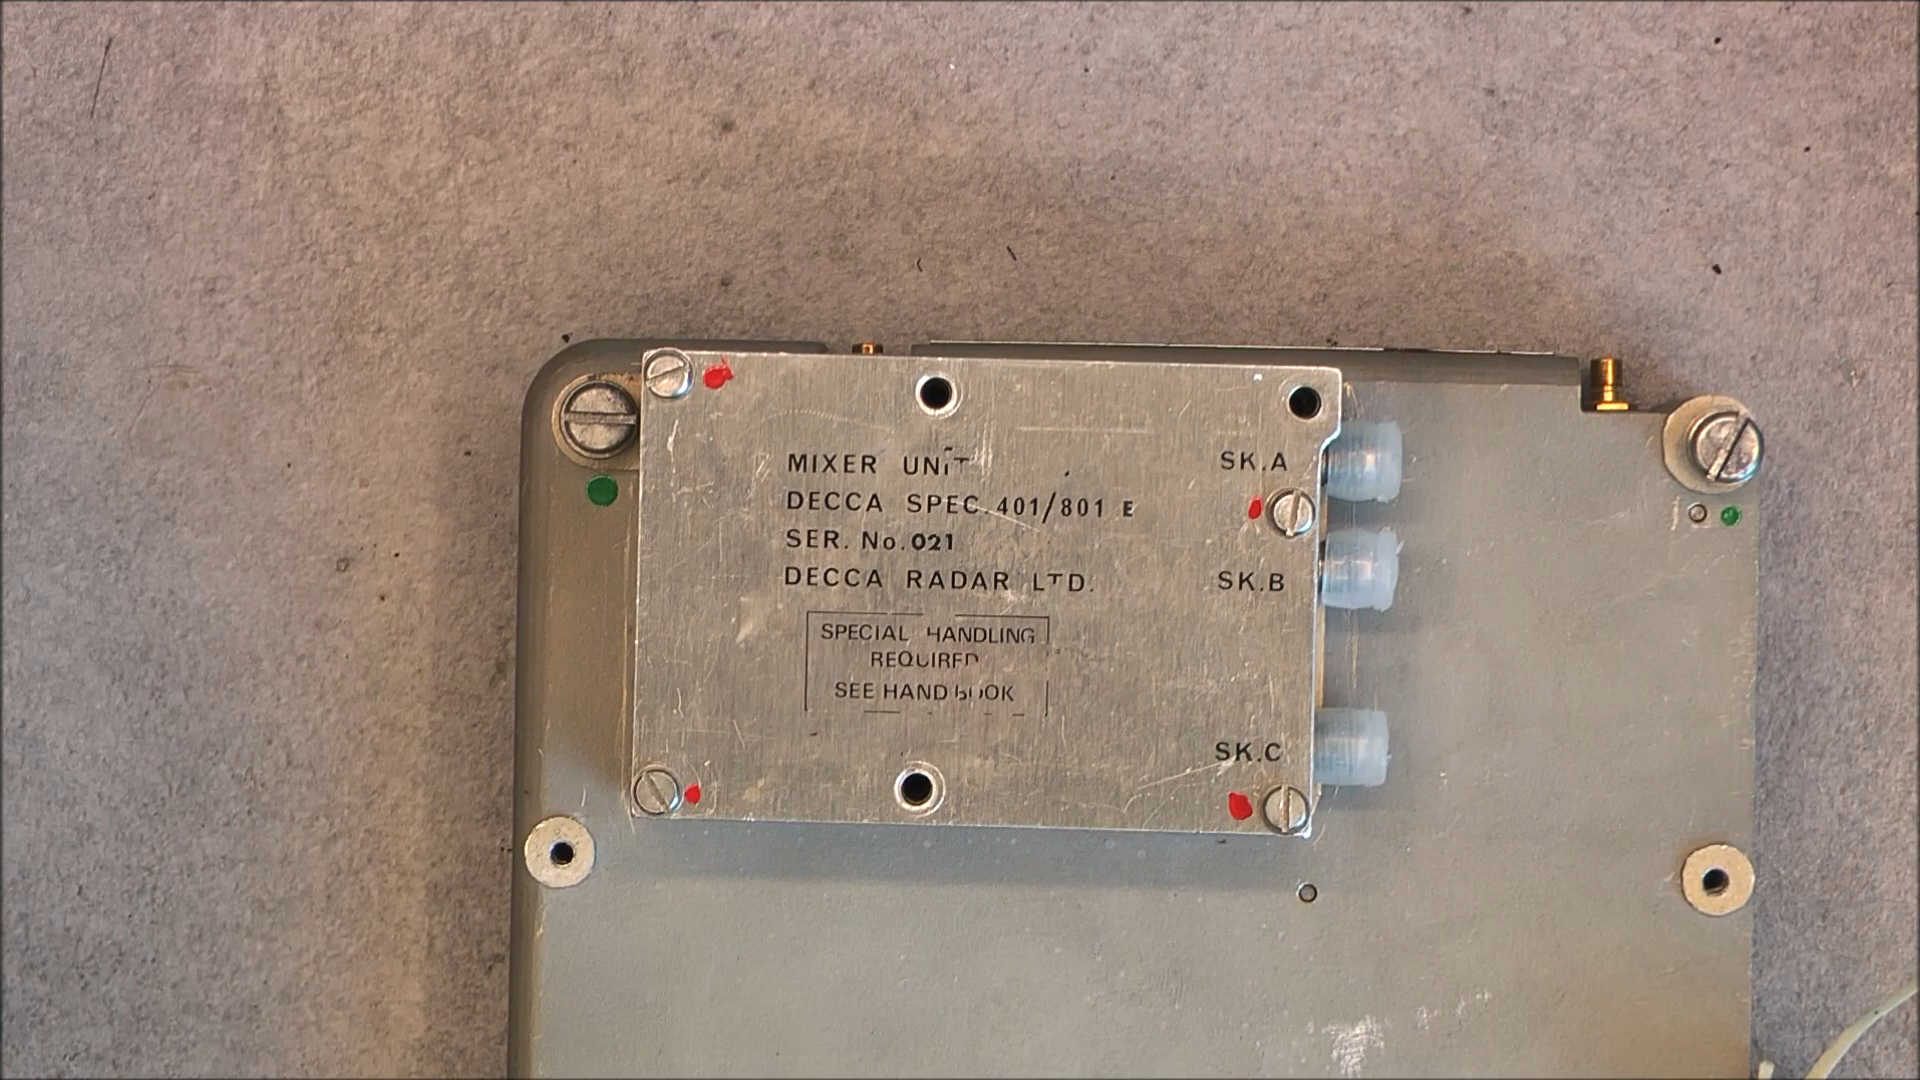 MIXER UNIT
DECCA SPEC. 401/801 E
SER. No. 021
DECCA RADAR LTD.
SPECIAL HANDLING
REQUIRED
SEE HANDBOOK
SK.A
SK.B
SK.C